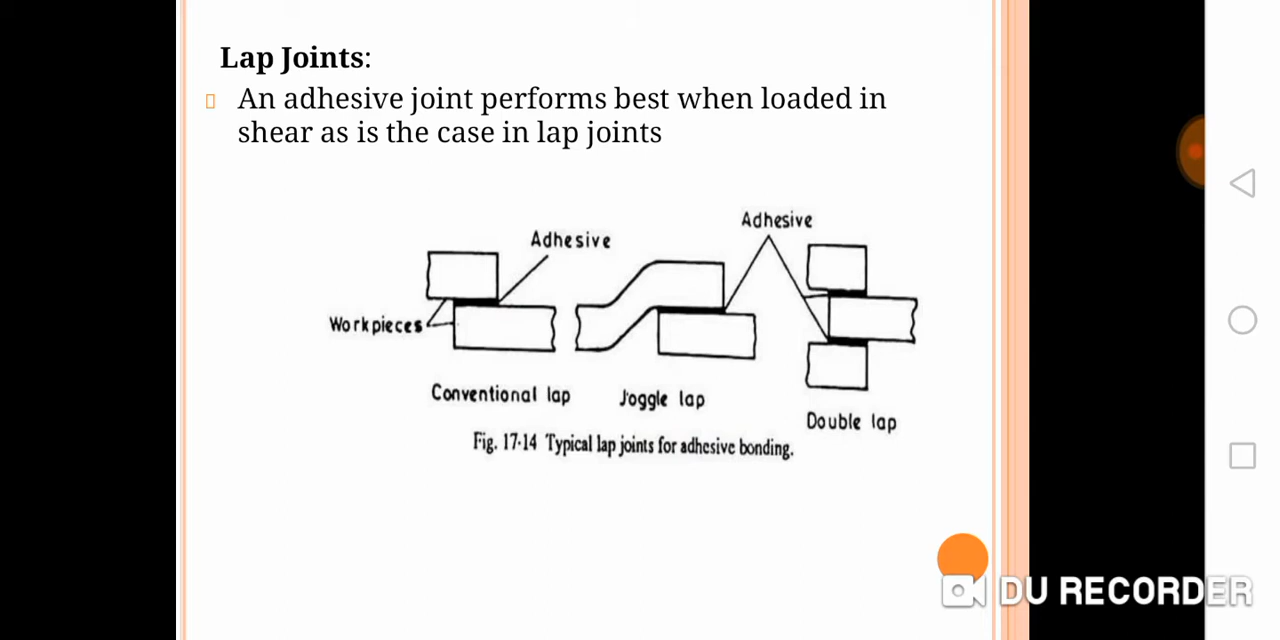 Lap Joints:
An adhesive joint performs best when loaded in
shear as is the case in lap joints
Adhesive
Adhesive
Workpieces
Conventional lap
Joggle lap
Double lap
Fig. 17·14 Typical lap joints for adhesive bonding.
DU RECORDER